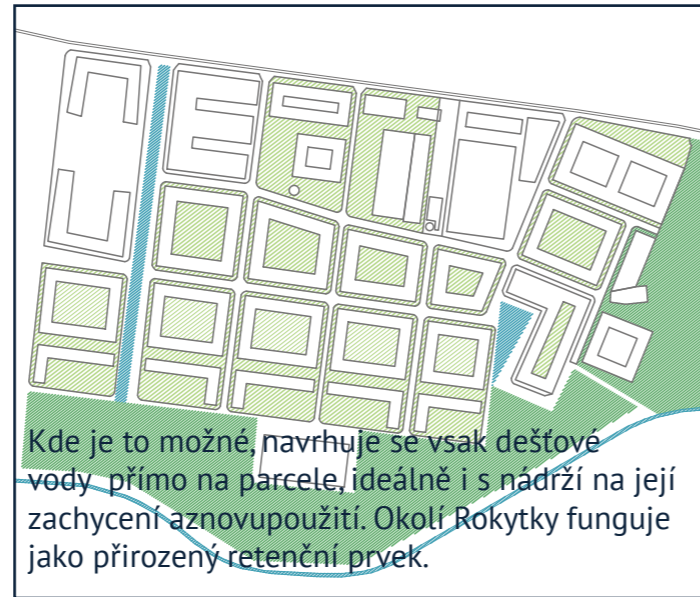 Kde je to možné, navrhuje se vsak dešťové
vody  přímo na parcele, ideálně i s nádrží na její
zachycení aznovupoužití. Okolí Rokytky funguje
jako přirozený retenční prvek.